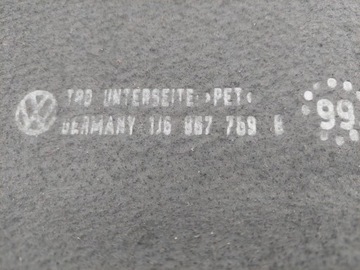 TRD UNTERSEITE >PET<
GERMANY 1J6 867 769 B
99